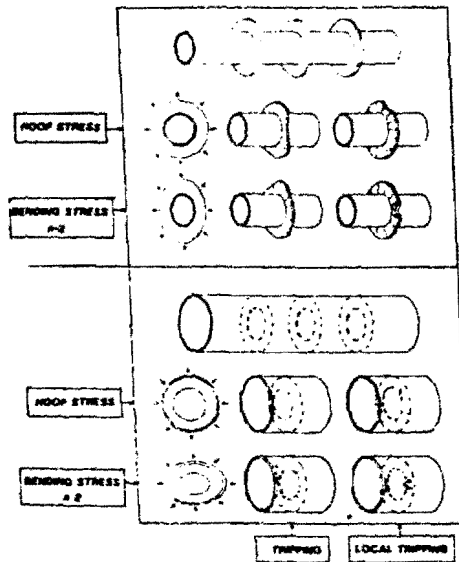 HOOP STRESS
BENDING STRESS
n=2
HOOP STRESS
BENDING STRESS
n 2
TRIPPING
LOCAL TRIPPING